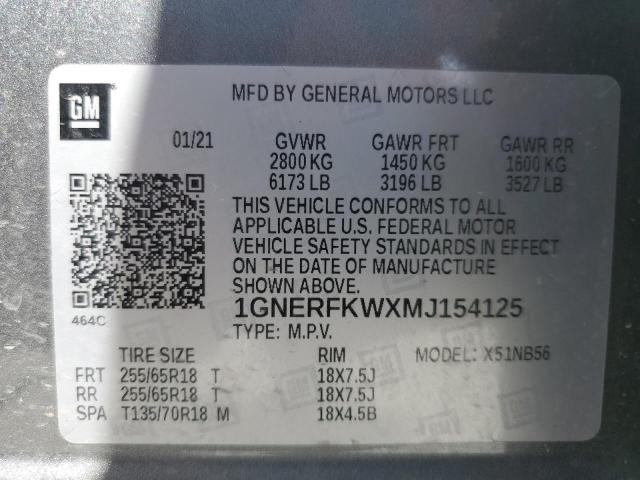 GM
MFD BY GENERAL MOTORS LLC
01/21 GVWR GAWR FRT GAWR RR
2800 KG 1450 KG 1600 KG
6173 LB 3196 LB 3527 LB
THIS VEHICLE CONFORMS TO ALL
APPLICABLE U.S. FEDERAL MOTOR
VEHICLE SAFETY STANDARDS IN EFFECT
ON THE DATE OF MANUFACTURE
SHOWN ABOVE.
464C
1GNERFKWXMJ154125
TYPE: M.P.V.
TIRE SIZE RIM MODEL: X51NB56
FRT 255/65R18 T 18X7.5J
RR 255/65R18 T 18X7.5J
SPA T135/70R18 M 18X4.5B